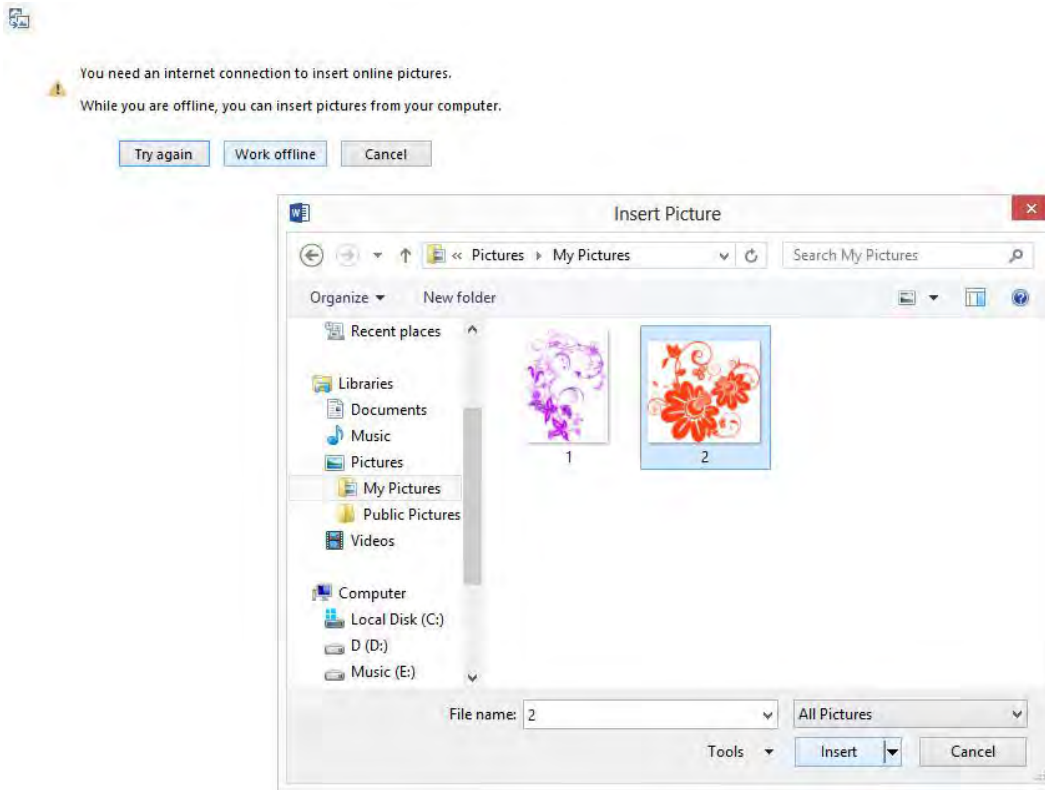 You need an internet connection to insert online pictures.
While you are offline, you can insert pictures from your computer.
Try again Work offline Cancel
Insert Picture
« Pictures My Pictures Search My Pictures
Organize New folder
Recent places
Libraries
Documents
Music
Pictures
My Pictures
Public Pictures
Videos
Computer
Local Disk (C:)
D (D:)
Music (E:)
1 2
File name: 2 All Pictures
Tools Insert Cancel